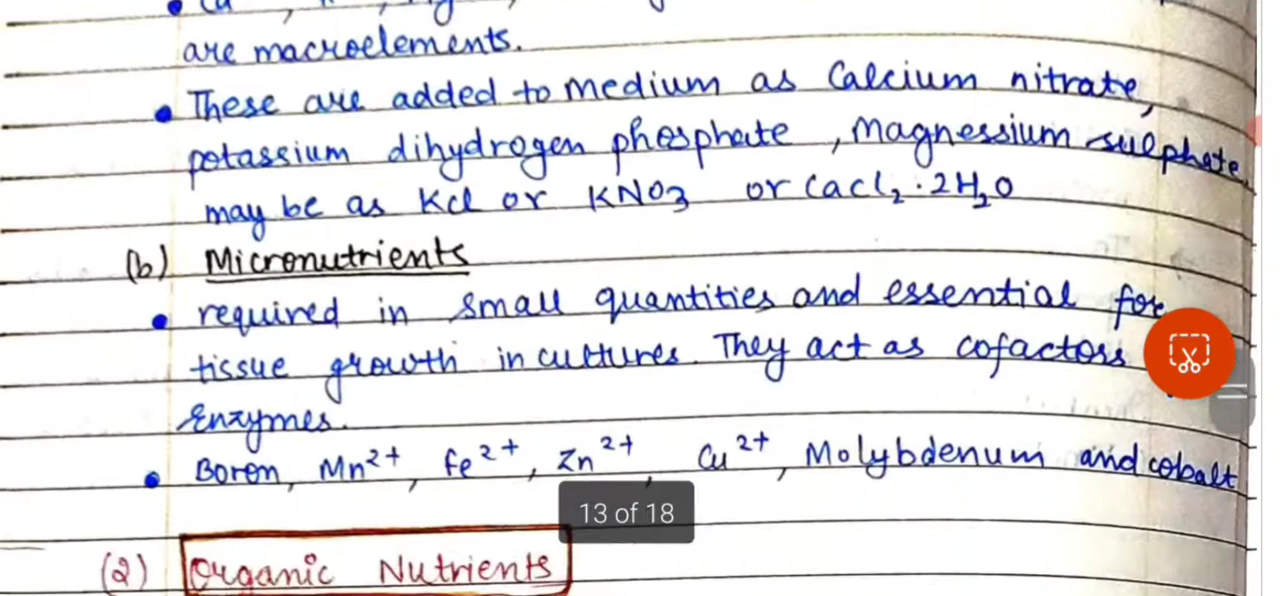 are macroelements.
• These are added to medium as Calcium nitrate,
potassium dihydrogen phosphate, Magnessium sulphate,
may be as Kcl or KNO3 or CaCl₂·2H₂O
(b) Micronutrients
• required in small quantities and essential for
tissue growth in cultures. They act as cofactors
Enzymes.
• Boron, Mn²⁺, Fe²⁺, Zn²⁺, Cu²⁺, Molybdenum and cobalt
13 of 18
(2) Organic Nutrients